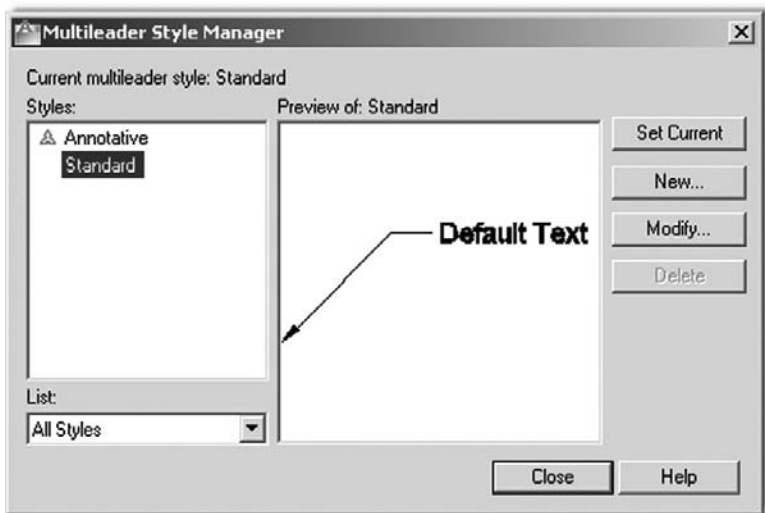 Multileader Style Manager
Current multileader style: Standard
Styles:
Preview of: Standard
Annotative
Standard
Default Text
Set Current
New...
Modify...
Delete
List:
All Styles
Close
Help